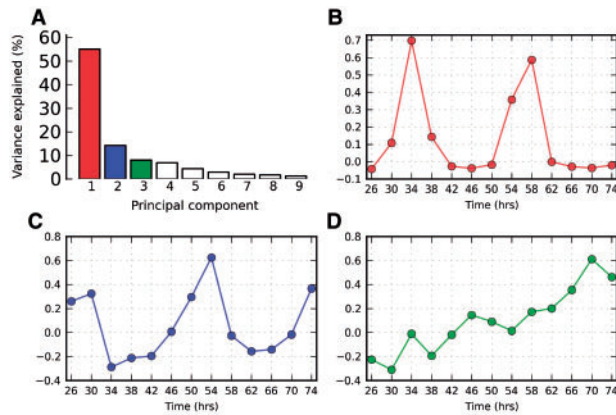 A
Variance explained (%)
60
50
40
30
20
10
0
1 2 3 4 5 6 7 8 9
Principal component
B
0.7
0.6
0.5
0.4
0.3
0.2
0.1
0.0
−0.1
26 30 34 38 42 46 50 54 58 62 66 70 74
Time (hrs)
C
0.8
0.6
0.4
0.2
0.0
−0.2
−0.4
26 30 34 38 42 46 50 54 58 62 66 70 74
Time (hrs)
D
0.8
0.6
0.4
0.2
0.0
−0.2
−0.4
26 30 34 38 42 46 50 54 58 62 66 70 74
Time (hrs)